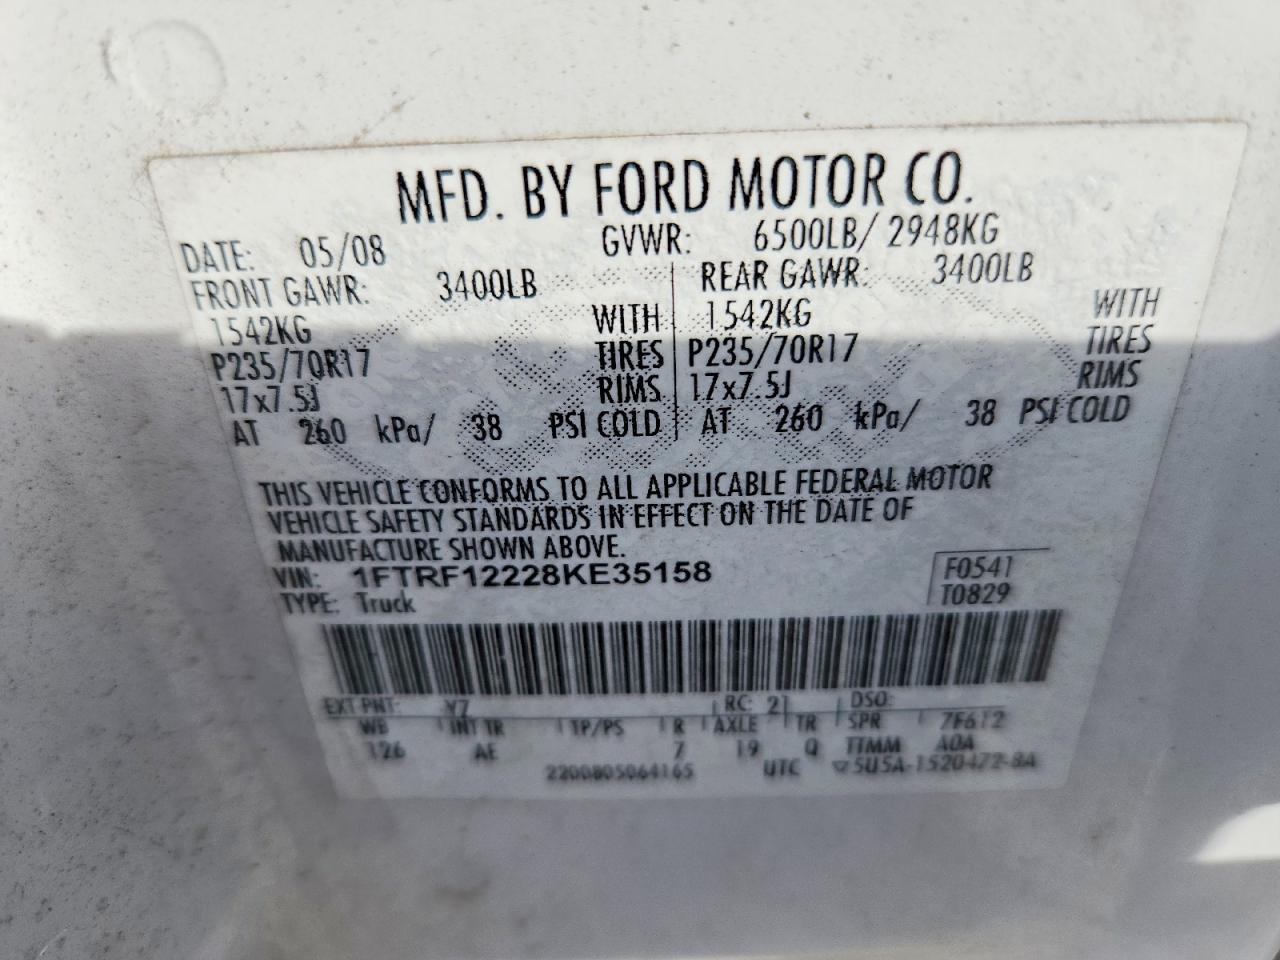 MFD. BY FORD MOTOR CO.
DATE: 05/08 GVWR: 6500LB/ 2948KG
FRONT GAWR: 3400LB REAR GAWR: 3400LB
1542KG WITH 1542KG WITH
P235/70R17 TIRES P235/70R17 TIRES
17x7.5J RIMS 17x7.5J RIMS
AT 260 kPa/ 38 PSI COLD AT 260 kPa/ 38 PSI COLD
THIS VEHICLE CONFORMS TO ALL APPLICABLE FEDERAL MOTOR
VEHICLE SAFETY STANDARDS IN EFFECT ON THE DATE OF
MANUFACTURE SHOWN ABOVE.
VIN: 1FTRF12228KE35158 F0541
TYPE: Truck T0829
EXT PNT: YZ RC: 21 DSO:
WB INT TR TP/PS R AXLE TR SPR 7F612
126 AE 7 19 Q TTMM A0A
2200805064165 UTC 5U5A-1520472-BA